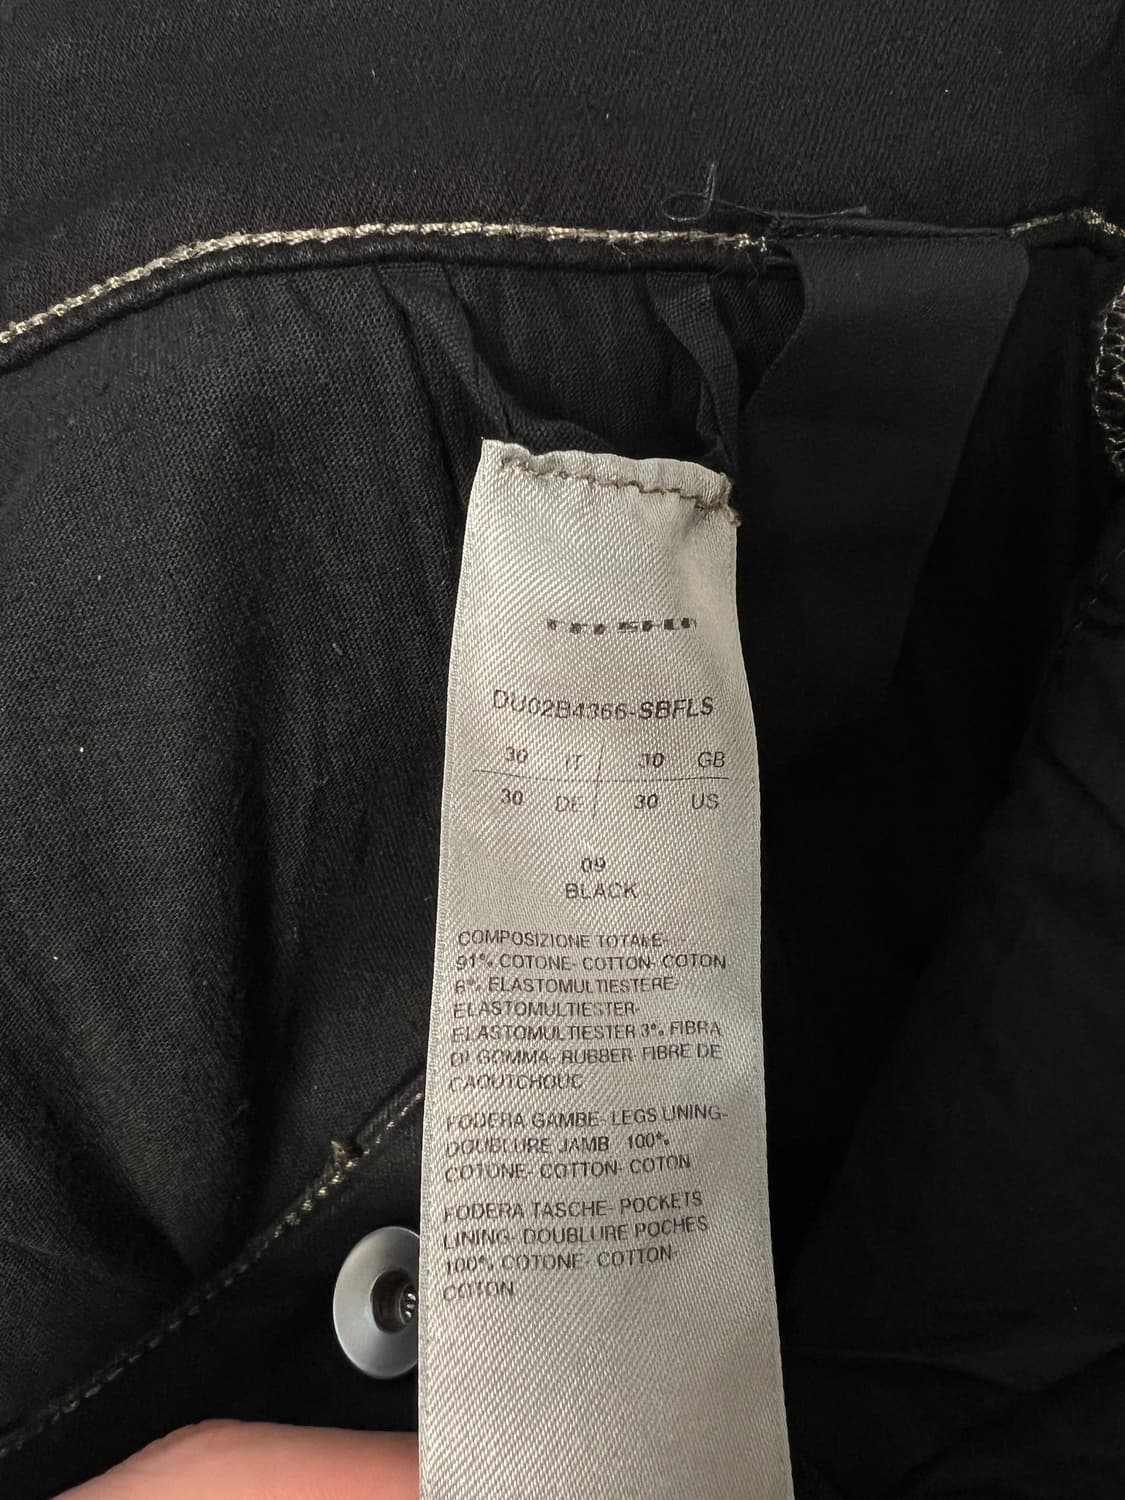 DU02B4366-SBFLS
30 IT 30 GB
30 DE 30 US
09
BLACK
COMPOSIZIONE TOTALE-
91% COTONE- COTTON- COTON
6% ELASTOMULTIESTERE-
ELASTOMULTIESTER-
ELASTOMULTIESTER 3% FIBRA
DI GOMMA- RUBBER- FIBRE DE
CAOUTCHOUC
FODERA GAMBE- LEGS LINING-
DOUBLURE JAMB 100%
COTONE- COTTON- COTON
FODERA TASCHE- POCKETS
LINING- DOUBLURE POCHES
100% COTONE- COTTON-
COTON